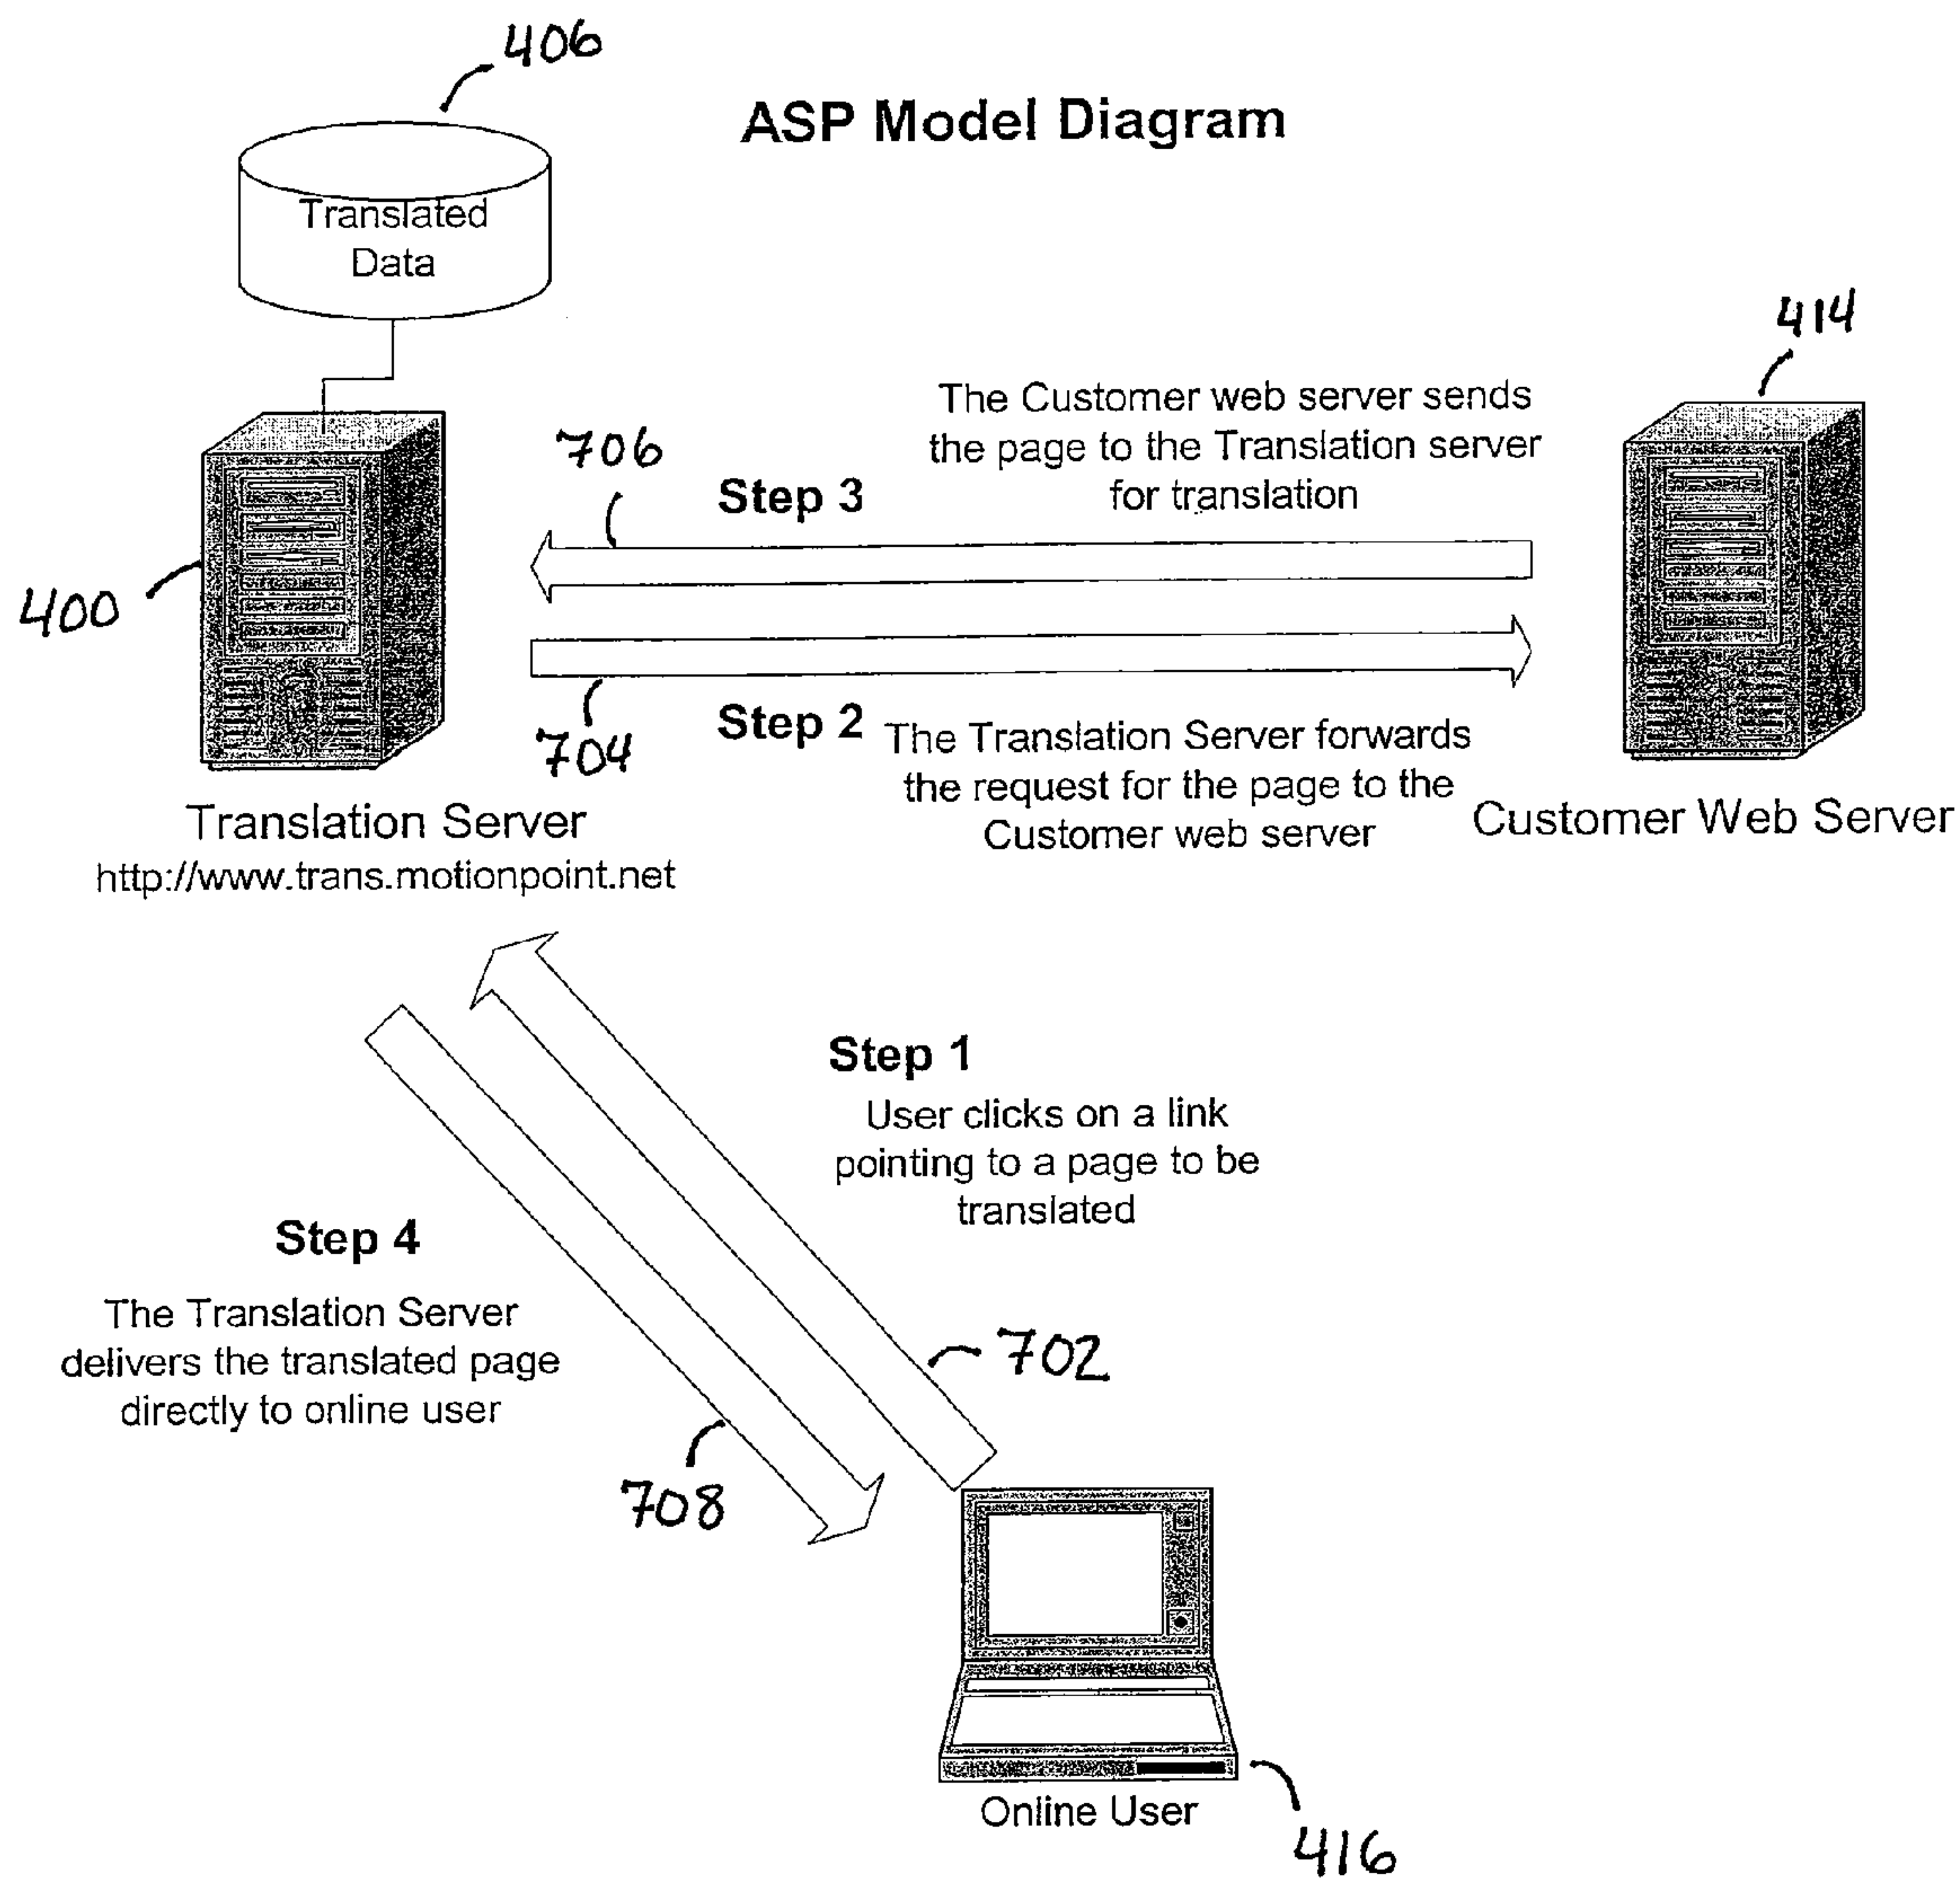 406
ASP Model Diagram
Translated
Data
414
The Customer web server sends
the page to the Translation server
for translation
706
Step 3
400
704
Step 2
The Translation Server forwards
the request for the page to the
Customer web server
Translation Server
http://www.trans.motionpoint.net
Customer Web Server
Step 1
User clicks on a link
pointing to a page to be
translated
Step 4
The Translation Server
delivers the translated page
directly to online user
702
708
Online User
416